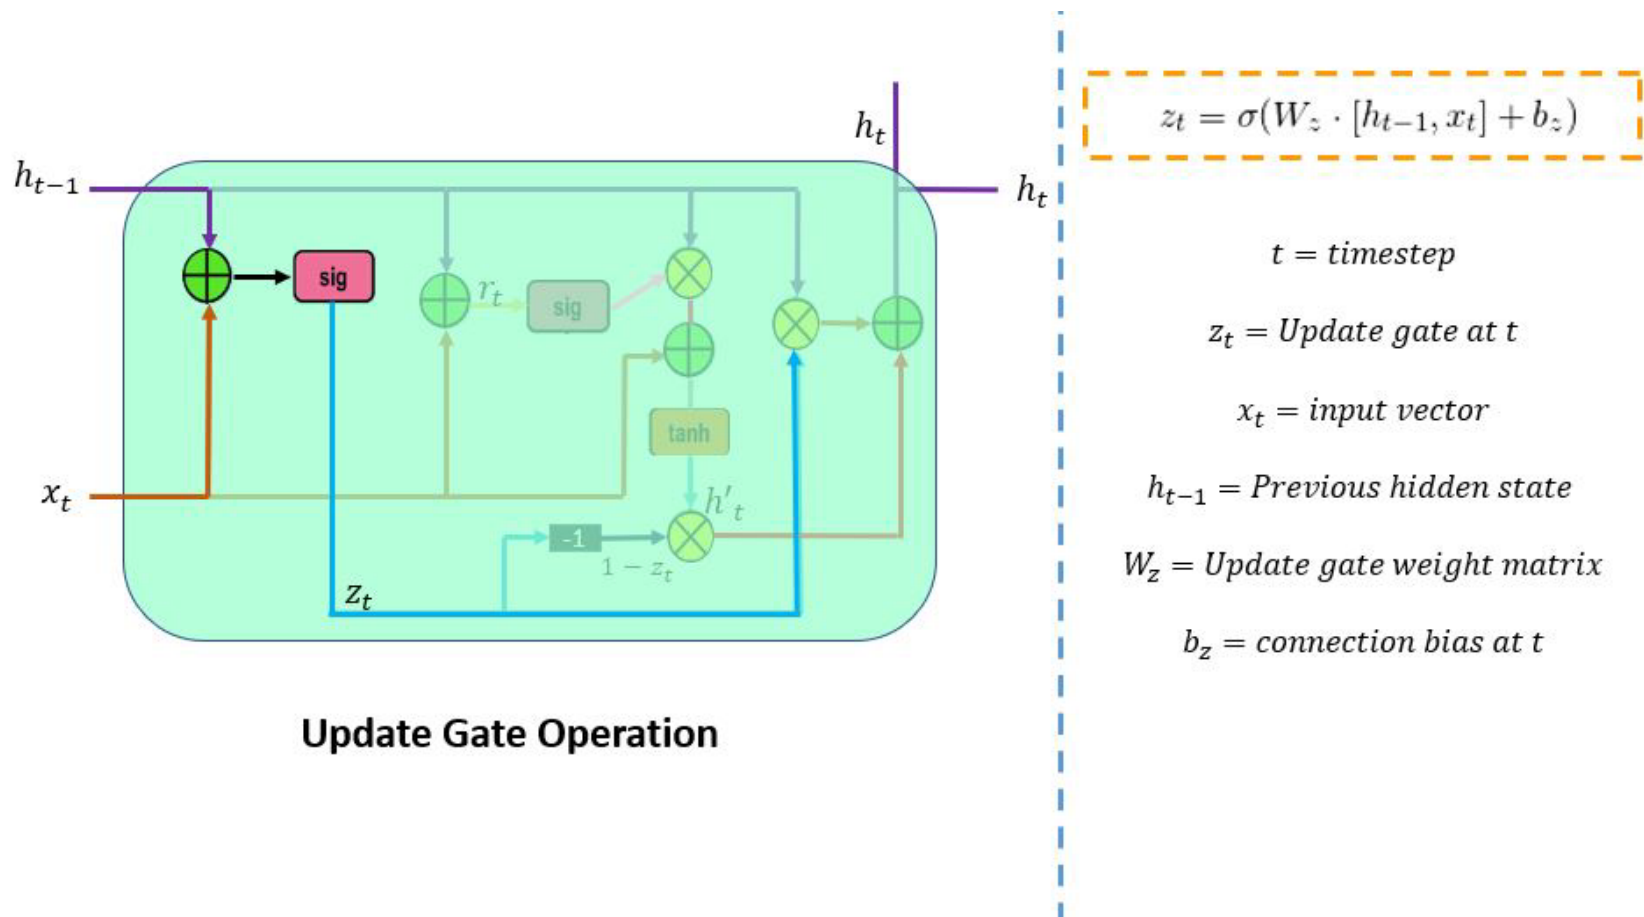 h_t
h_{t-1}
h_t
sig
r_t
sig
tanh
x_t
h'_t
-1
1 − z_t
z_t
Update Gate Operation
z_t = σ(W_z · [h_{t-1}, x_t] + b_z)
t = timestep
z_t = Update gate at t
x_t = input vector
h_{t-1} = Previous hidden state
W_z = Update gate weight matrix
b_z = connection bias at t